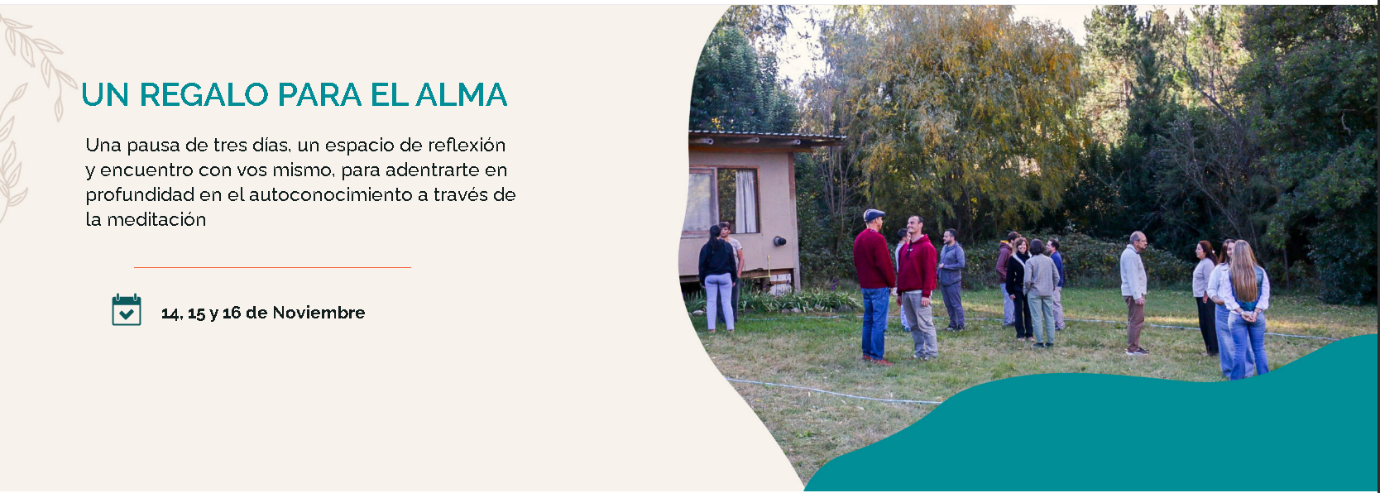 UN REGALO PARA EL ALMA
Una pausa de tres días, un espacio de reflexión
y encuentro con vos mismo, para adentrarte en
profundidad en el autoconocimiento a través de
la meditación
14, 15 y 16 de Noviembre